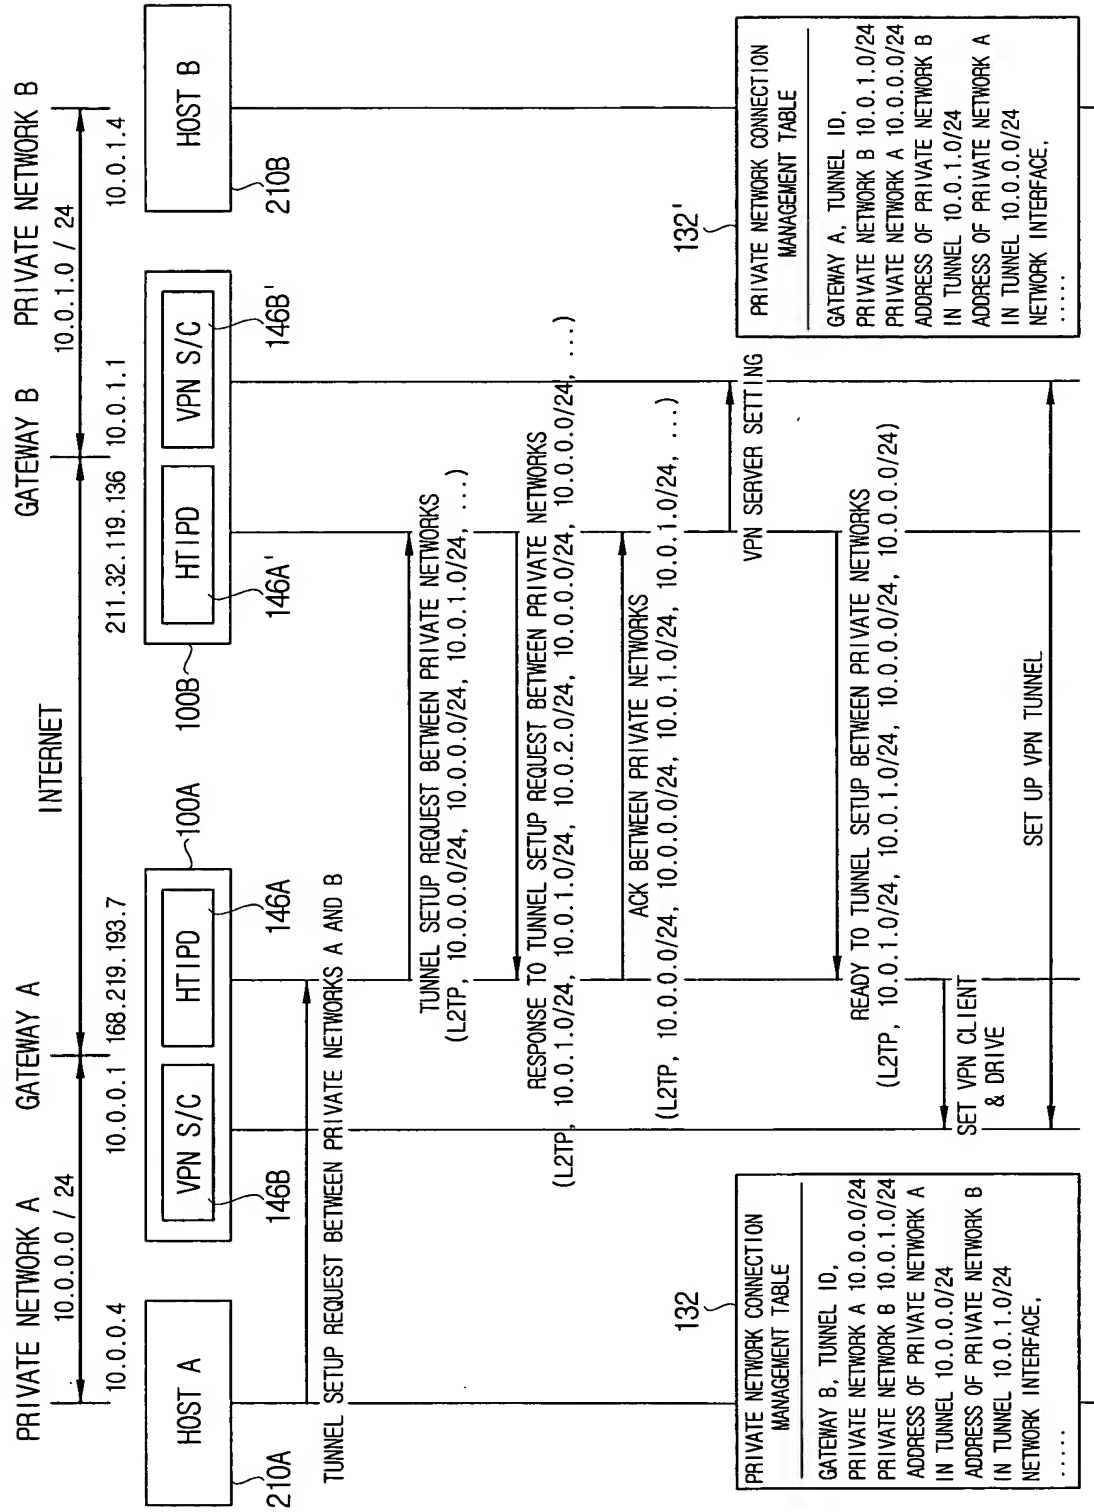 PRIVATE NETWORK A
GATEWAY A
INTERNET
GATEWAY B
PRIVATE NETWORK B
10.0.0.0 / 24
10.0.1.0 / 24
10.0.0.4
10.0.0.1
168.219.193.7
211.32.119.136
10.0.1.1
10.0.1.4
100A
HOST A
VPN S/C
HTIPD
HTIPD
VPN S/C
HOST B
210A
146B
146A
100B
146A'
146B'
210B
TUNNEL SETUP REQUEST BETWEEN PRIVATE NETWORKS A AND B
TUNNEL SETUP REQUEST BETWEEN PRIVATE NETWORKS
(L2TP, 10.0.0.0/24, 10.0.0.0/24, 10.0.1.0/24, ...)
RESPONSE TO TUNNEL SETUP REQUEST BETWEEN PRIVATE NETWORKS
(L2TP, 10.0.1.0/24, 10.0.1.0/24, 10.0.2.0/24, 10.0.0.0/24, 10.0.0.0/24, ...)
ACK BETWEEN PRIVATE NETWORKS
(L2TP, 10.0.0.0/24, 10.0.0.0/24, 10.0.1.0/24, 10.0.1.0/24, ...)
VPN SERVER SETTING
READY TO TUNNEL SETUP BETWEEN PRIVATE NETWORKS
(L2TP, 10.0.1.0/24, 10.0.1.0/24, 10.0.0.0/24, 10.0.0.0/24)
SET VPN CLIENT
& DRIVE
SET UP VPN TUNNEL
132
PRIVATE NETWORK CONNECTION
MANAGEMENT TABLE
GATEWAY B, TUNNEL ID,
PRIVATE NETWORK A 10.0.0.0/24
PRIVATE NETWORK B 10.0.1.0/24
ADDRESS OF PRIVATE NETWORK A
IN TUNNEL 10.0.0.0/24
ADDRESS OF PRIVATE NETWORK B
IN TUNNEL 10.0.1.0/24
NETWORK INTERFACE,
.....
132'
PRIVATE NETWORK CONNECTION
MANAGEMENT TABLE
GATEWAY A, TUNNEL ID,
PRIVATE NETWORK B 10.0.1.0/24
PRIVATE NETWORK A 10.0.0.0/24
ADDRESS OF PRIVATE NETWORK B
IN TUNNEL 10.0.1.0/24
ADDRESS OF PRIVATE NETWORK A
IN TUNNEL 10.0.0.0/24
NETWORK INTERFACE,
.....